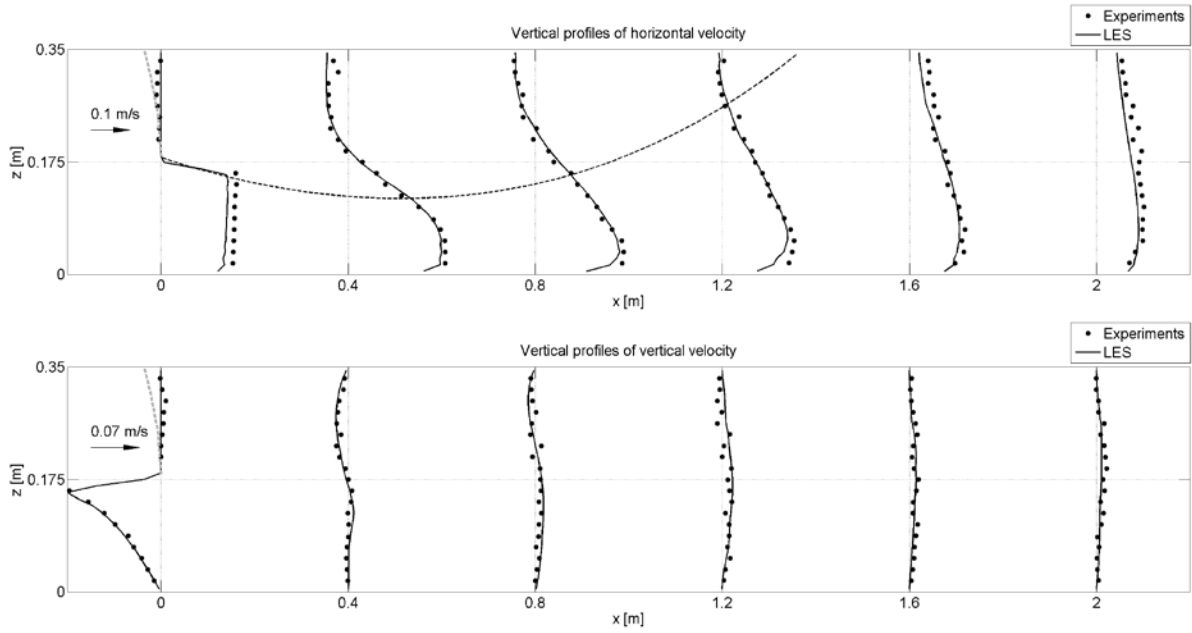 Vertical profiles of horizontal velocity
Experiments
LES
0.35
0.1 m/s
z [m]
0.175
0
0 0.4 0.8 1.2 1.6 2
x [m]
Vertical profiles of vertical velocity
Experiments
LES
0.35
0.07 m/s
z [m]
0.175
0
0 0.4 0.8 1.2 1.6 2
x [m]